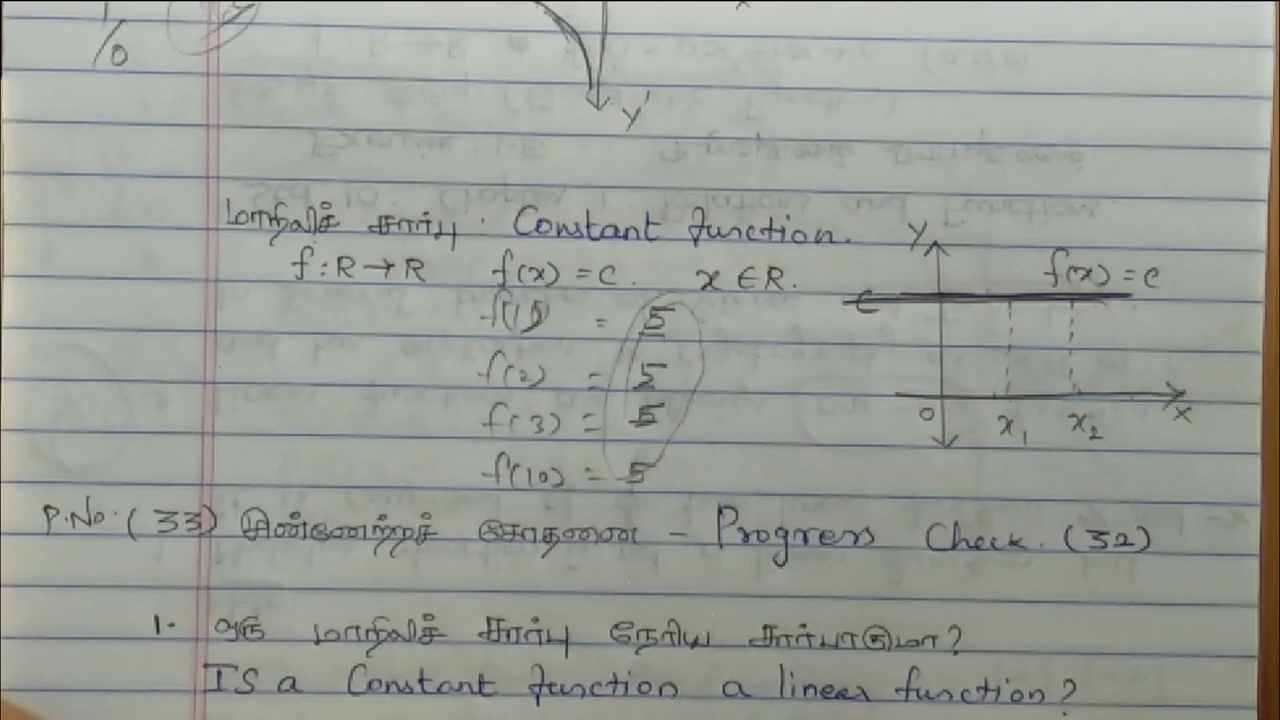 Y'
மாறிலிச் சார்பு : Constant function.
f : R → R f(x) = C. x ∈ R.
f(1) = 5
f(2) = 5
f(3) = 5
f(10) = 5
Y
f(x) = c
0 x₁ x₂ X
P.No. (33) முன்னேற்றச் சோதனை - Progress Check. (32)
1. ஒரு மாறிலிச் சார்பு நேரிய சார்பாகுமா?
IS a Constant function a linear function?